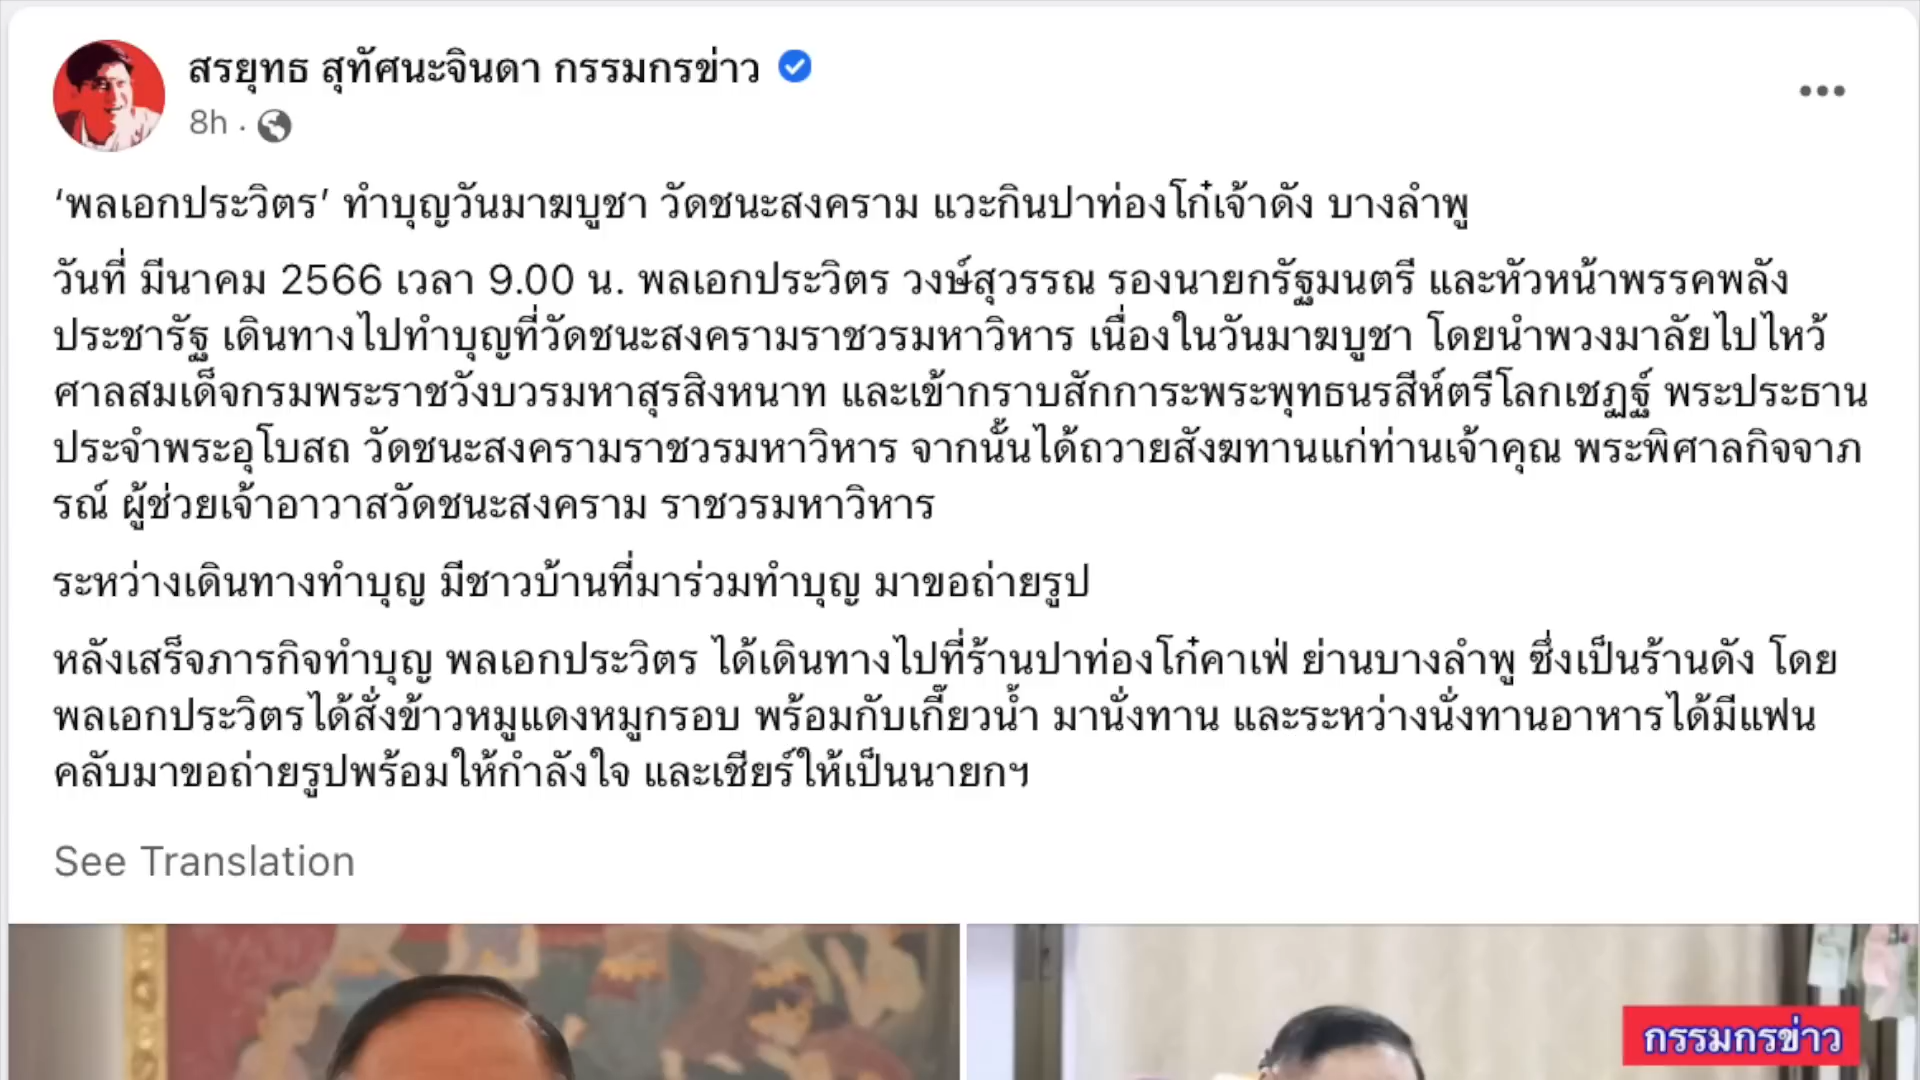 สรยุทธ สุทัศนะจินดา กรรมกรข่าว
8h ·
‘พลเอกประวิตร’ ทำบุญวันมาฆบูชา วัดชนะสงคราม แวะกินปาท่องโก๋เจ้าดัง บางลำพู
วันที่ มีนาคม 2566 เวลา 9.00 น. พลเอกประวิตร วงษ์สุวรรณ รองนายกรัฐมนตรี และหัวหน้าพรรคพลัง
ประชารัฐ เดินทางไปทำบุญที่วัดชนะสงครามราชวรมหาวิหาร เนื่องในวันมาฆบูชา โดยนำพวงมาลัยไปไหว้
ศาลสมเด็จกรมพระราชวังบวรมหาสุรสิงหนาท และเข้ากราบสักการะพระพุทธนรสีห์ตรีโลกเชฏฐ์ พระประธาน
ประจำพระอุโบสถ วัดชนะสงครามราชวรมหาวิหาร จากนั้นได้ถวายสังฆทานแก่ท่านเจ้าคุณ พระพิศาลกิจจาภ
รณ์ ผู้ช่วยเจ้าอาวาสวัดชนะสงคราม ราชวรมหาวิหาร
ระหว่างเดินทางทำบุญ มีชาวบ้านที่มาร่วมทำบุญ มาขอถ่ายรูป
หลังเสร็จภารกิจทำบุญ พลเอกประวิตร ได้เดินทางไปที่ร้านปาท่องโก๋คาเฟ่ ย่านบางลำพู ซึ่งเป็นร้านดัง โดย
พลเอกประวิตรได้สั่งข้าวหมูแดงหมูกรอบ พร้อมกับเกี๊ยวน้ำ มานั่งทาน และระหว่างนั่งทานอาหารได้มีแฟน
คลับมาขอถ่ายรูปพร้อมให้กำลังใจ และเชียร์ให้เป็นนายกฯ
See Translation
กรรมกรข่าว